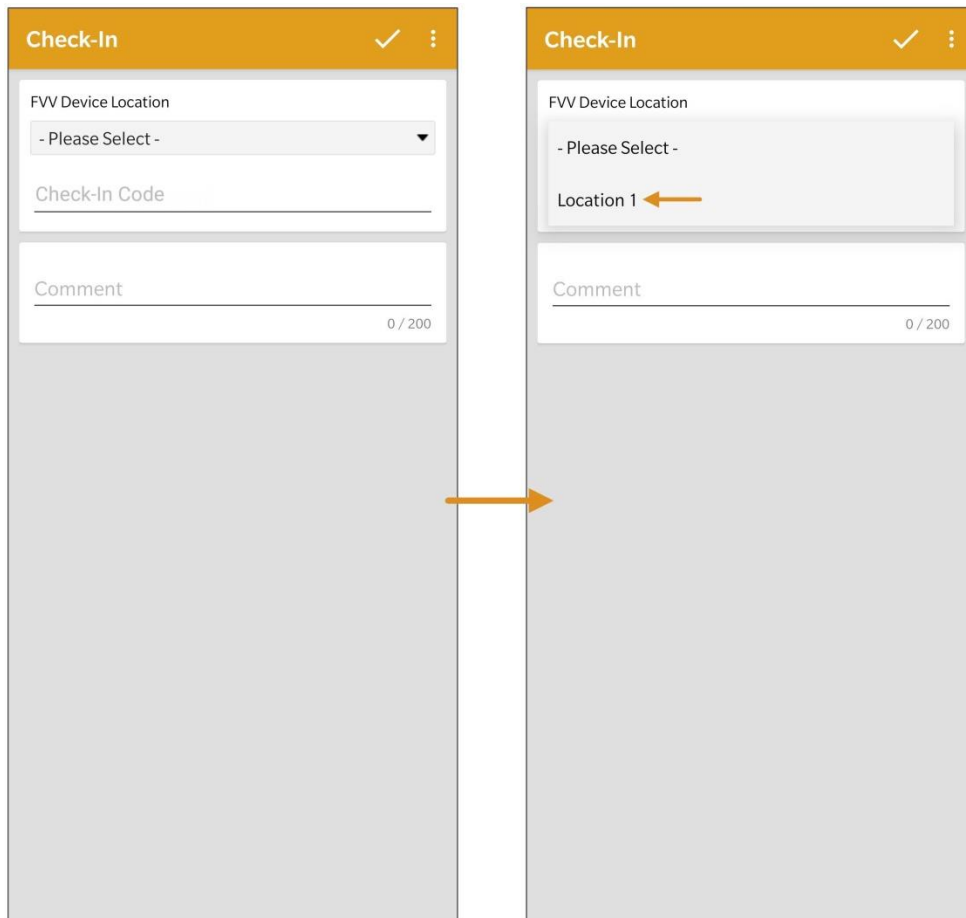 Check-In
FVV Device Location
- Please Select -
Check-In Code
Comment
0 / 200
Check-In
FVV Device Location
- Please Select -
Location 1
Comment
0 / 200